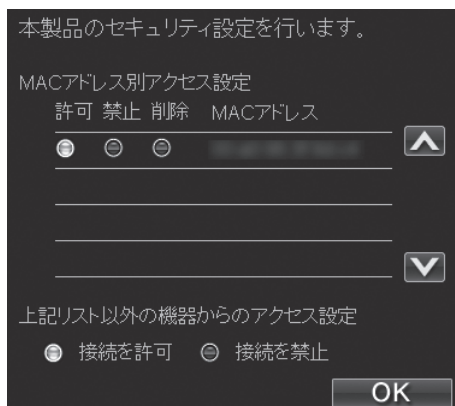 本製品のセキュリティ設定を行います。
MACアドレス別アクセス設定
許可 禁止 削除 MACアドレス
上記リスト以外の機器からのアクセス設定
接続を許可 接続を禁止
OK